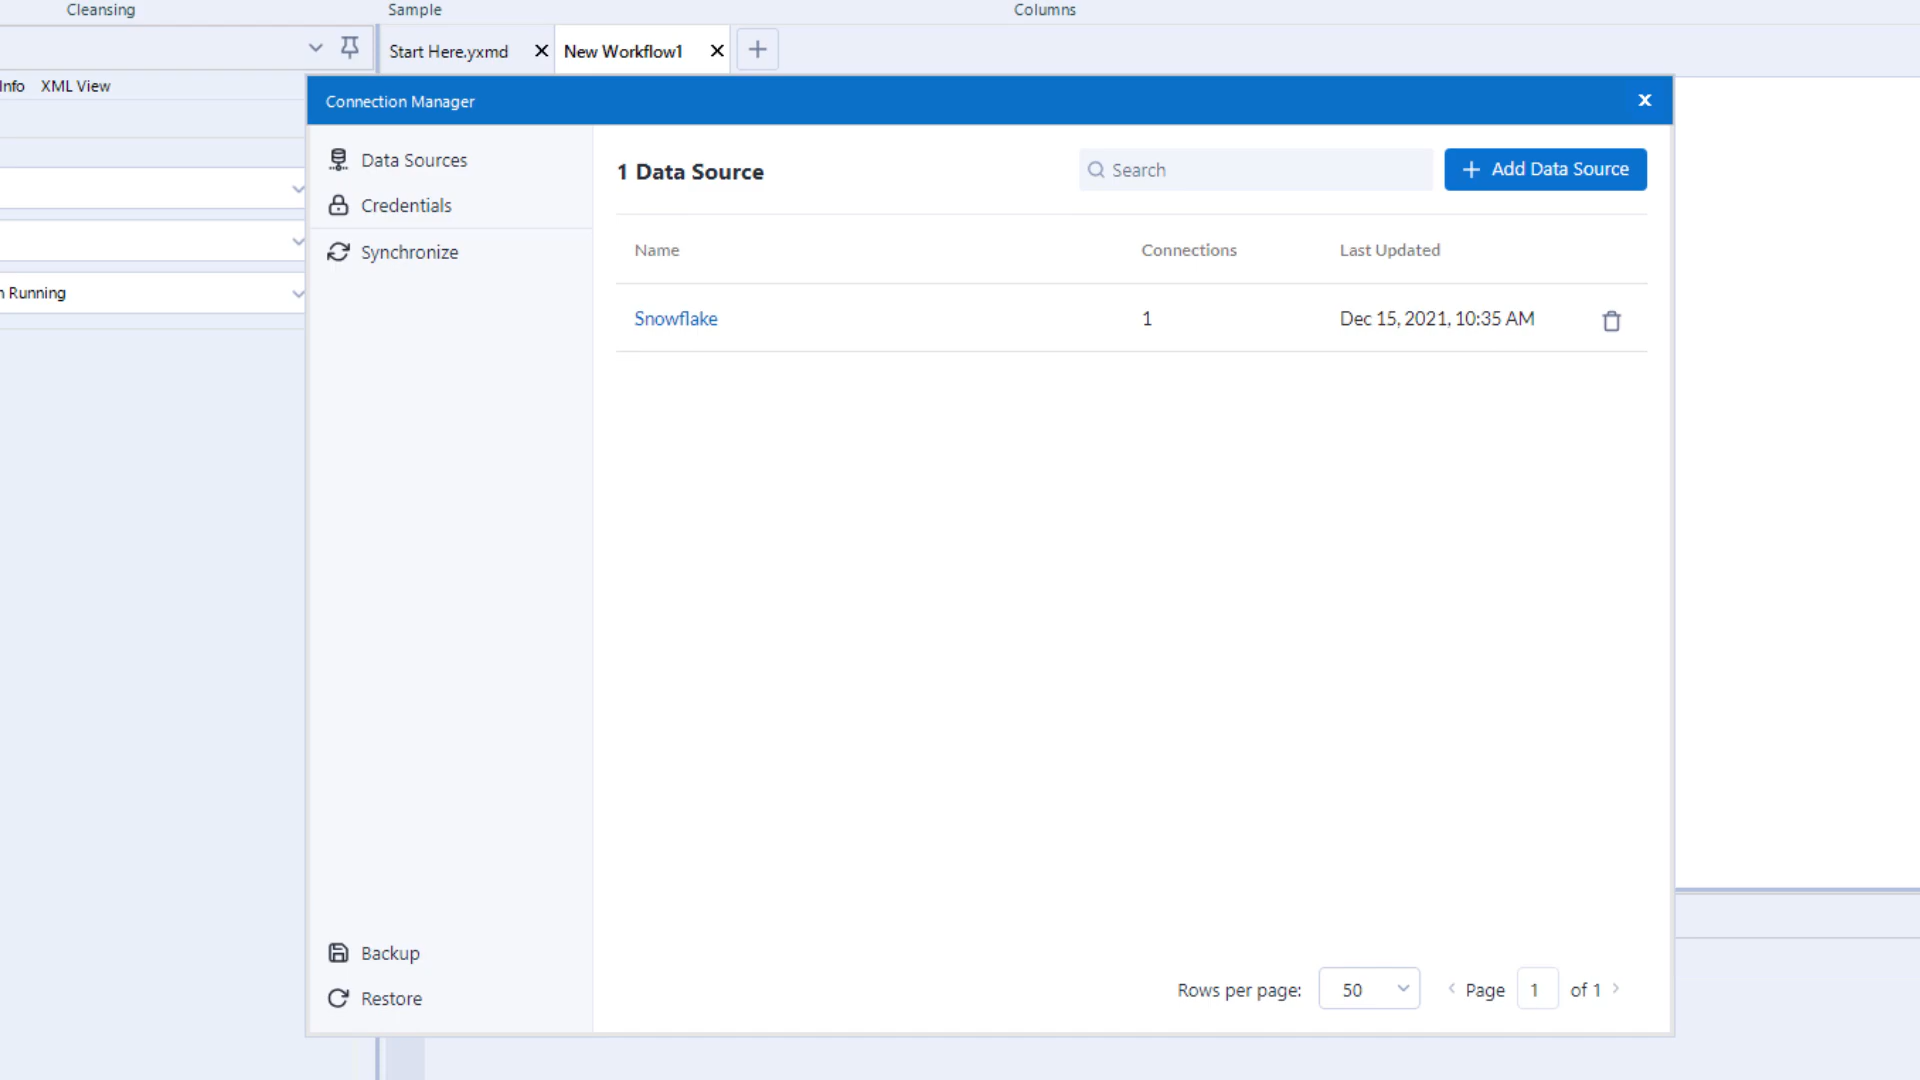 Cleansing
Sample
Columns
Start Here.yxmd
New Workflow1
Info XML View
Connection Manager
Data Sources
1 Data Source
Search
Add Data Source
Credentials
Synchronize
Name Connections Last Updated
n Running
Snowflake 1 Dec 15, 2021, 10:35 AM
Backup
Rows per page: 50 Page 1 of 1
Restore